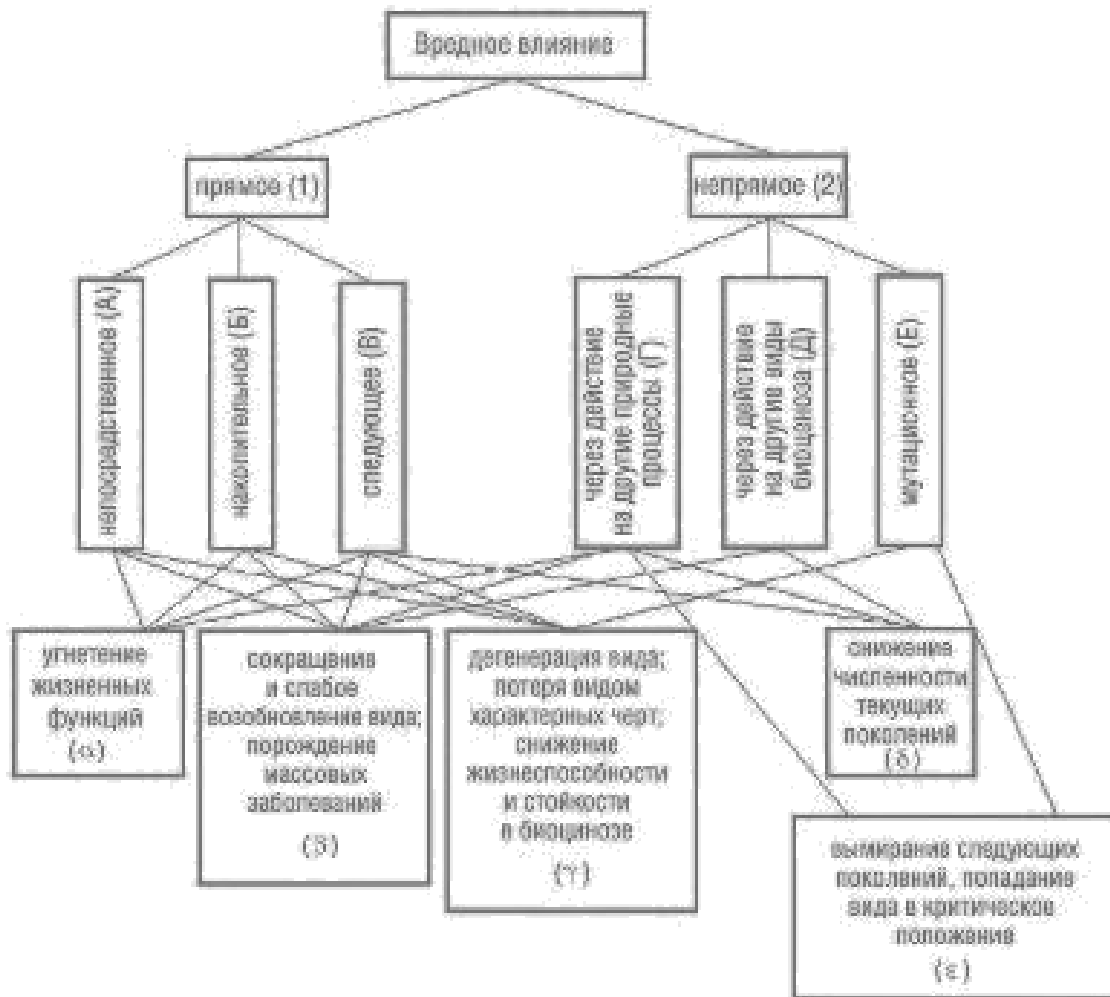 Вредное влияние
прямое (1)
непрямое (2)
непосрадственное (А)
накопительное (Б)
следующее (В)
через действие
на другие природные
процессы (Г)
через действие
на другие виды
биоценоза (Д)
мутационное (Е)
угнетение
жизненных
функций
(α)
сокращение
и слабое
возобновление вида;
порождение
массовых
заболеваний
(β)
дегенерация вида;
потеря видом
характерных черт;
снижение
жизнеспособности
и стойкости
в биоцинозе
(γ)
снижение
численности
текущих
поколений
(δ)
вымирание следующих
поколений, попадание
вида в критическое
положение
(ε)